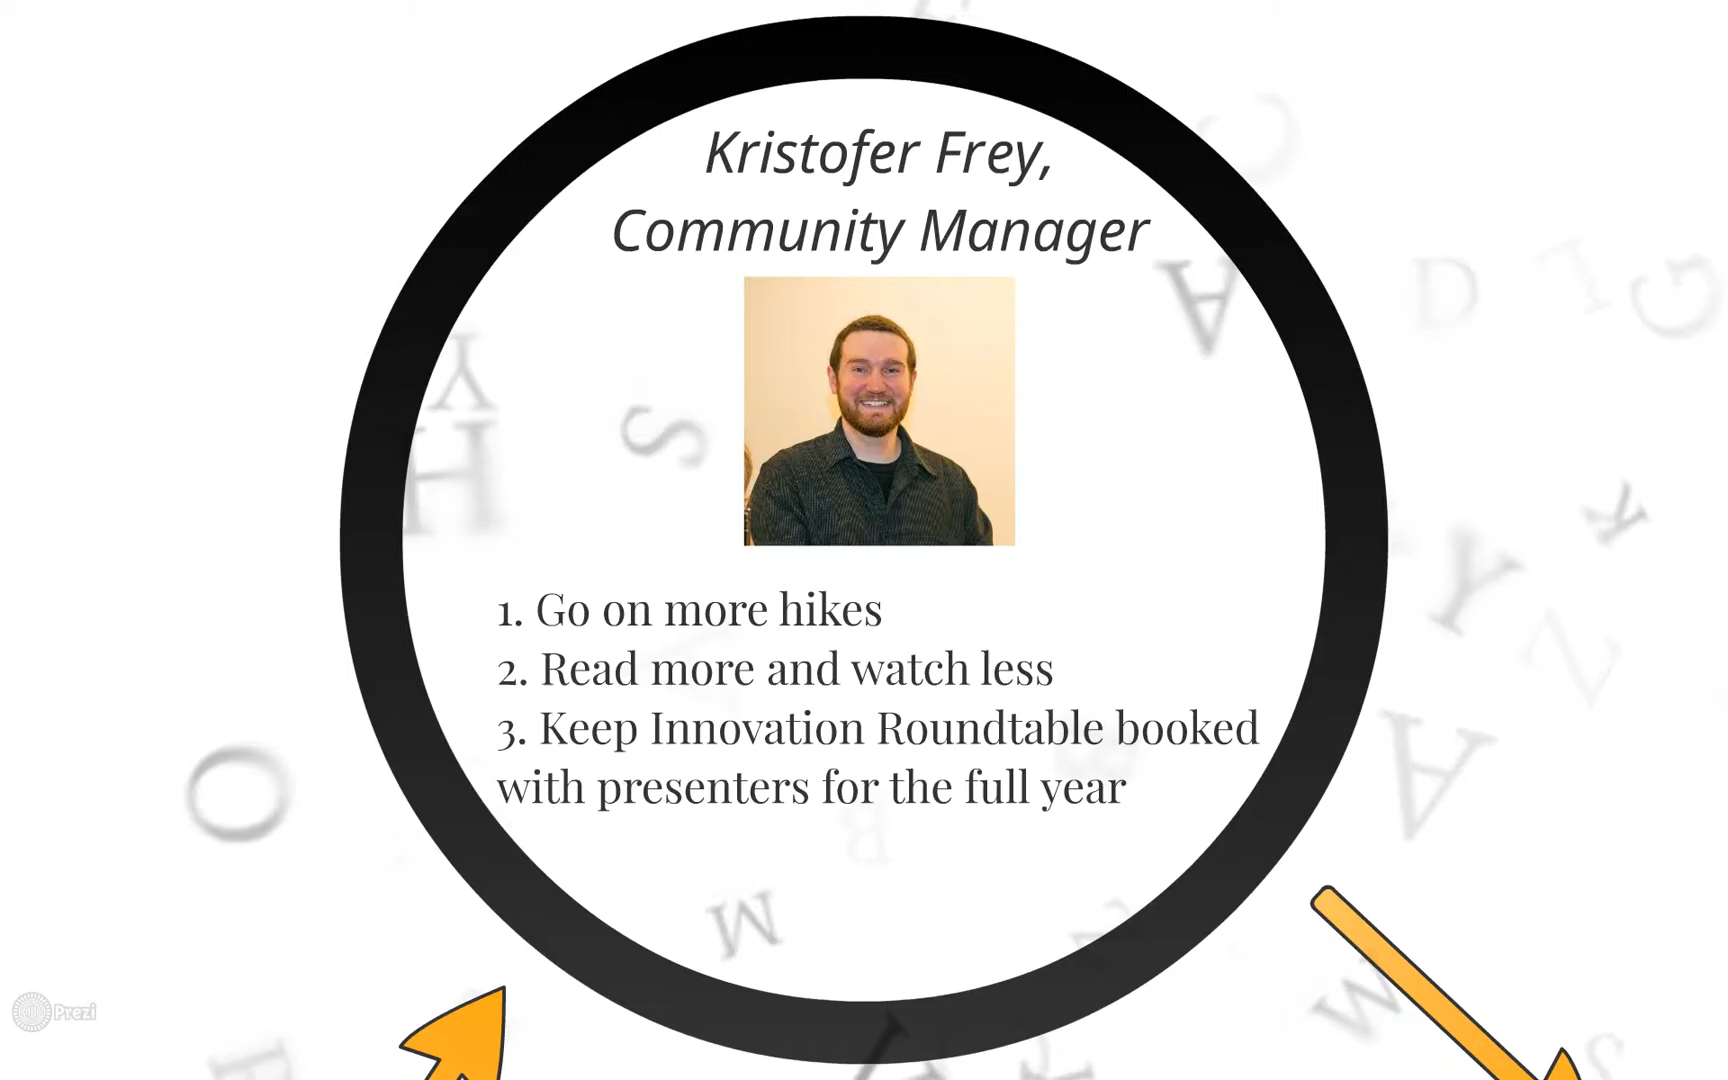 Kristofer Frey,
Community Manager
1. Go on more hikes
2. Read more and watch less
3. Keep Innovation Roundtable booked
with presenters for the full year
Prezi